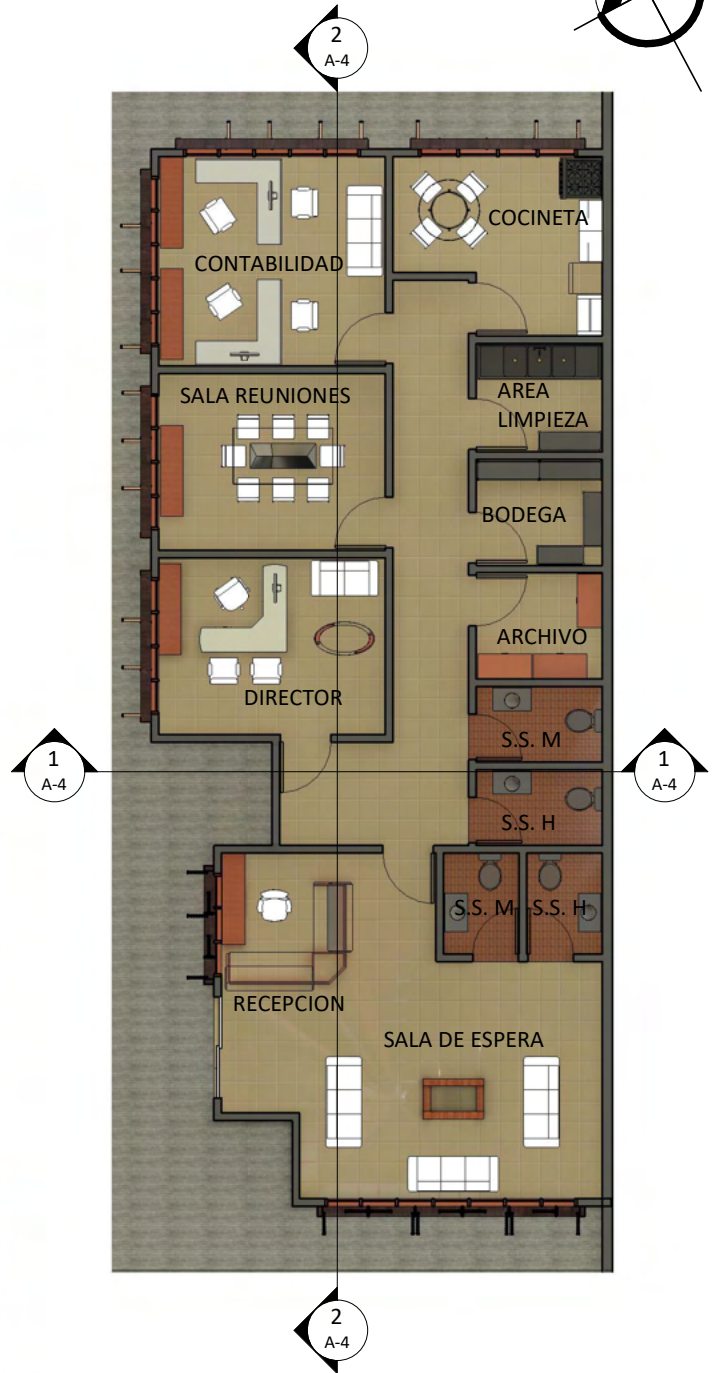 2
A-4
COCINETA
CONTABILIDAD
SALA REUNIONES
AREA
LIMPIEZA
BODEGA
ARCHIVO
DIRECTOR
S.S. M
1
A-4
1
A-4
S.S. H
S.S. M
S.S. H
RECEPCION
SALA DE ESPERA
2
A-4